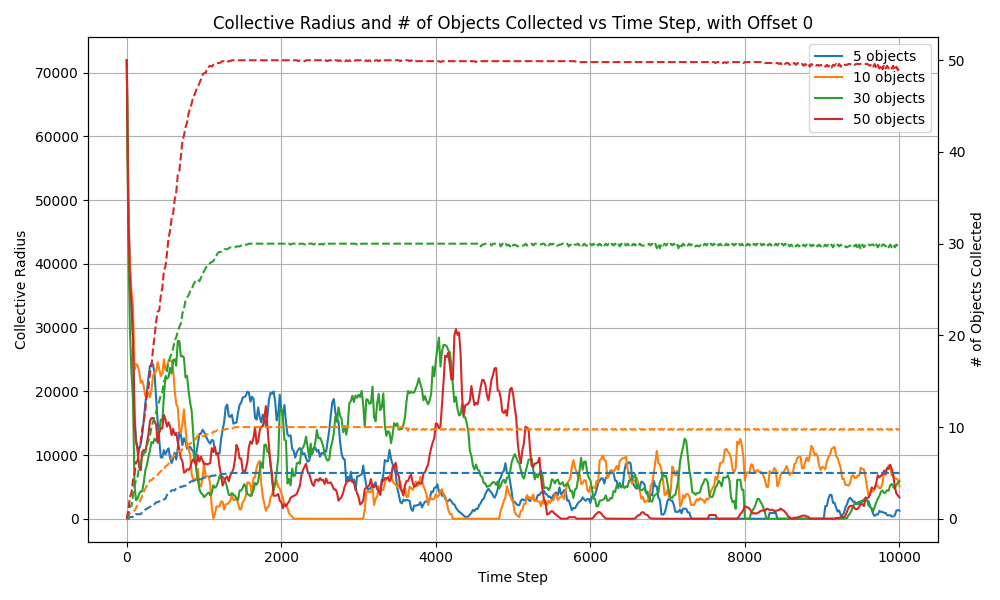 Collective Radius and # of Objects Collected vs Time Step, with Offset 0
5 objects
10 objects
30 objects
50 objects
Collective Radius
70000
60000
50000
40000
30000
20000
10000
0
50
40
30
20
10
0
# of Objects Collected
0
2000
4000
6000
8000
10000
Time Step